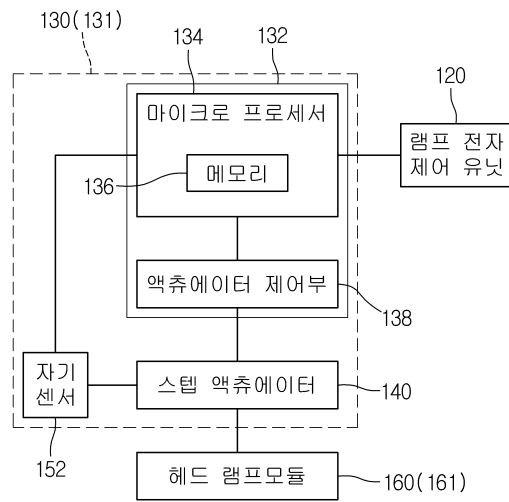 130(131)
134
132
120
마이크로 프로세서
136
메모리
램프 전자
제어 유닛
액츄에이터 제어부
138
자기
센서
스텝 액츄에이터
140
152
헤드 램프모듈
160(161)